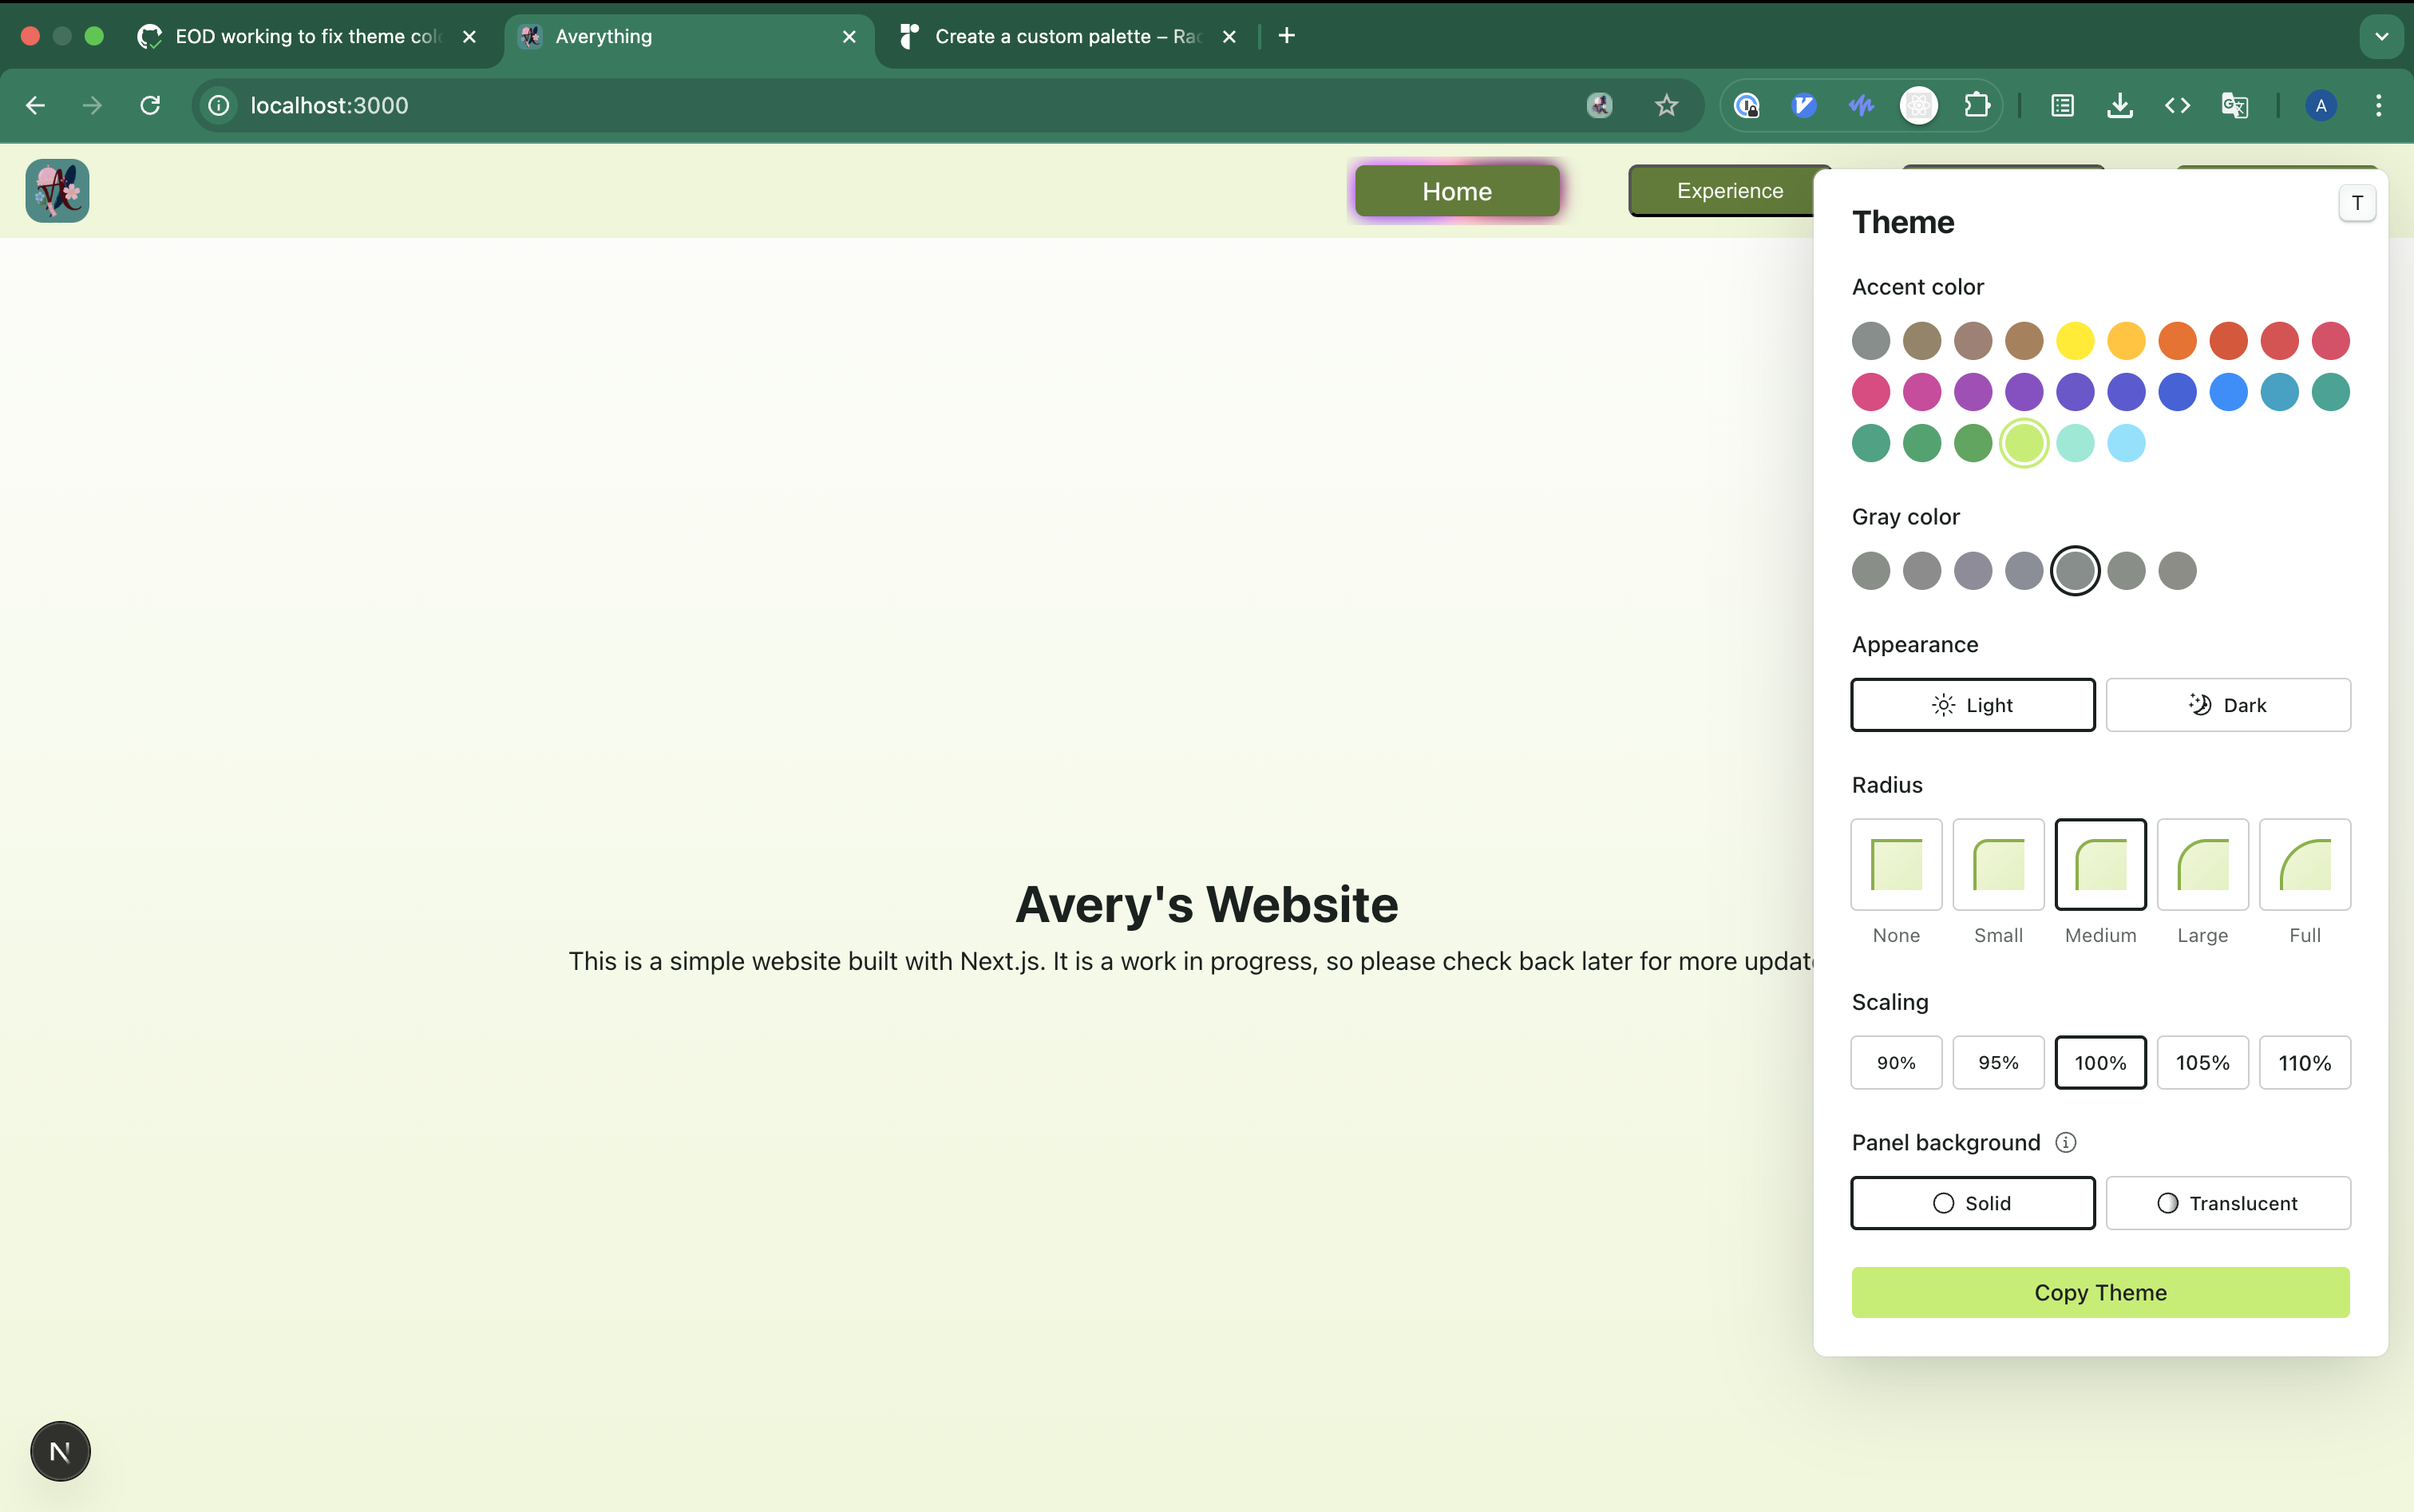 EOD working to fix theme col
Averything
Create a custom palette – Rad
localhost:3000
A
Home
Experience
T
Theme
Accent color
Gray color
Appearance
Light
Dark
Radius
None
Small
Medium
Large
Full
Avery's Website
This is a simple website built with Next.js. It is a work in progress, so please check back later for more update
Scaling
90%
95%
100%
105%
110%
Panel background
Solid
Translucent
Copy Theme
N